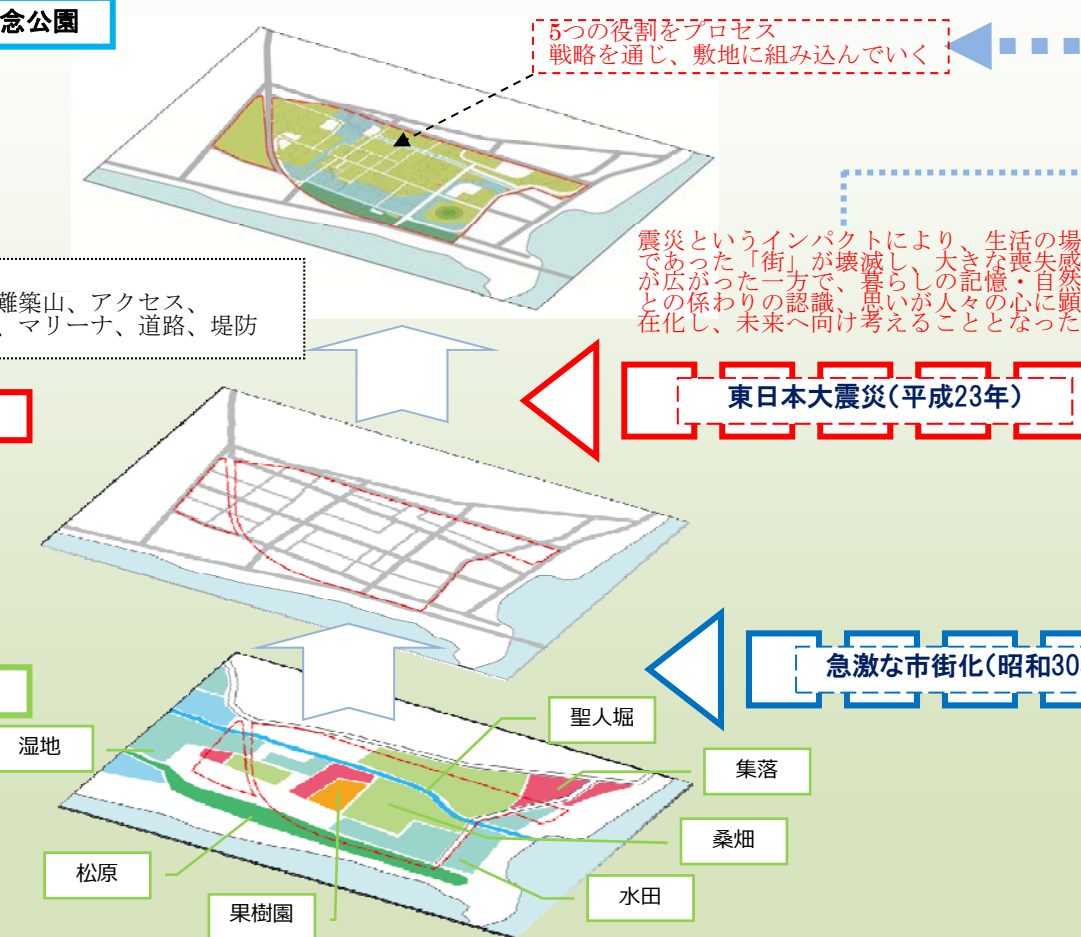 念公園
5つの役割をプロセス
戦略を通じ、敷地に組み込んでいく
震災というインパクトにより、生活の場
であった「街」が壊滅し、大きな喪失感
が広がった一方で、暮らしの記憶・自然
との係わりの認識、思いが人々の心に顕
在化し、未来へ向け考えることとなった
難築山、アクセス、
、マリーナ、道路、堤防
東日本大震災(平成23年)
急激な市街化(昭和30
聖人堀
湿地
集落
桑畑
松原
水田
果樹園